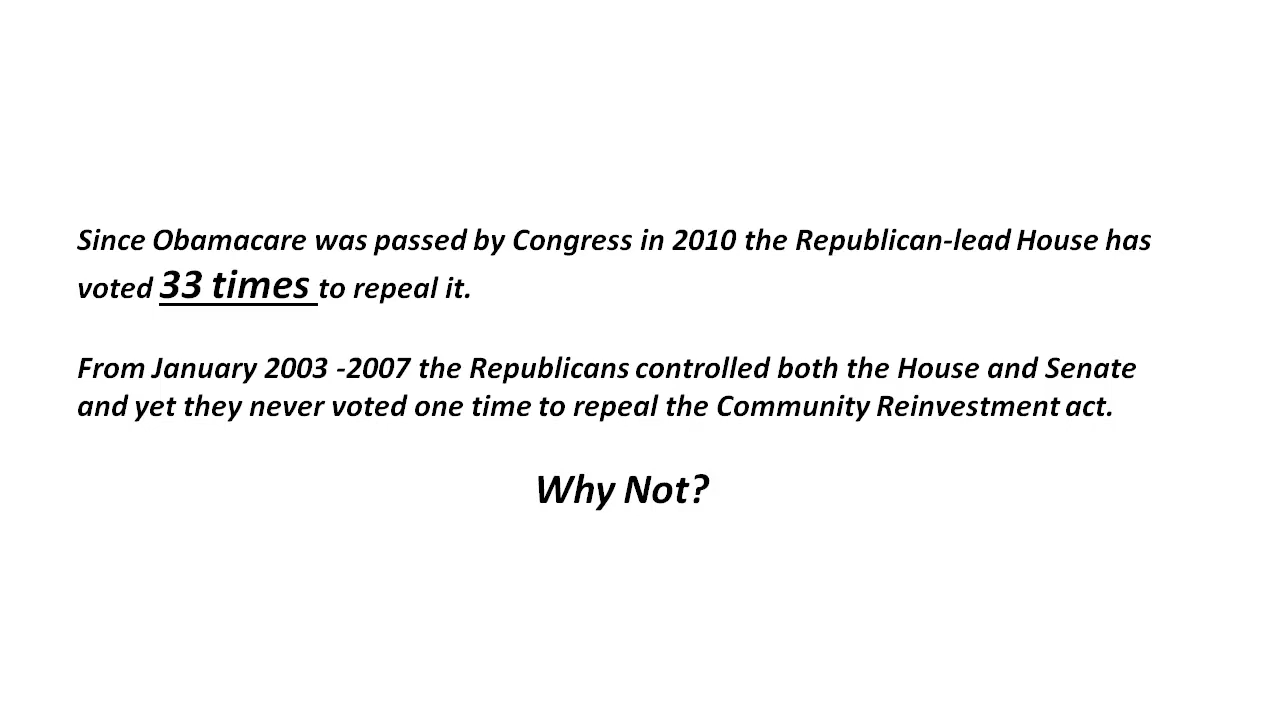 Since Obamacare was passed by Congress in 2010 the Republican-lead House has
voted 33 times to repeal it.
From January 2003 -2007 the Republicans controlled both the House and Senate
and yet they never voted one time to repeal the Community Reinvestment act.
Why Not?